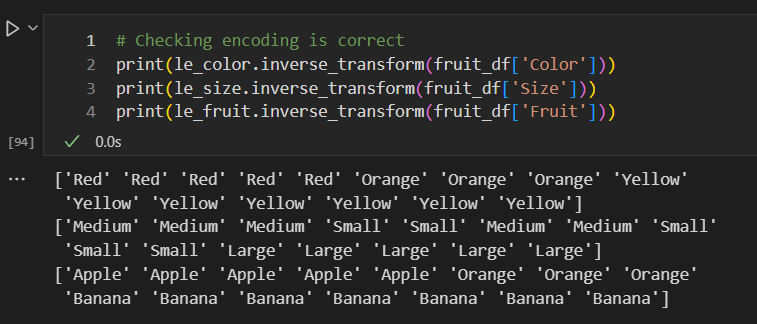 1 # Checking encoding is correct
2 print(le_color.inverse_transform(fruit_df['Color']))
3 print(le_size.inverse_transform(fruit_df['Size']))
4 print(le_fruit.inverse_transform(fruit_df['Fruit']))
[94] 0.0s
... ['Red' 'Red' 'Red' 'Red' 'Red' 'Orange' 'Orange' 'Orange' 'Yellow'
'Yellow' 'Yellow' 'Yellow' 'Yellow' 'Yellow' 'Yellow']
['Medium' 'Medium' 'Medium' 'Small' 'Small' 'Medium' 'Medium' 'Small'
'Small' 'Small' 'Large' 'Large' 'Large' 'Large' 'Large']
['Apple' 'Apple' 'Apple' 'Apple' 'Apple' 'Orange' 'Orange' 'Orange'
'Banana' 'Banana' 'Banana' 'Banana' 'Banana' 'Banana' 'Banana']